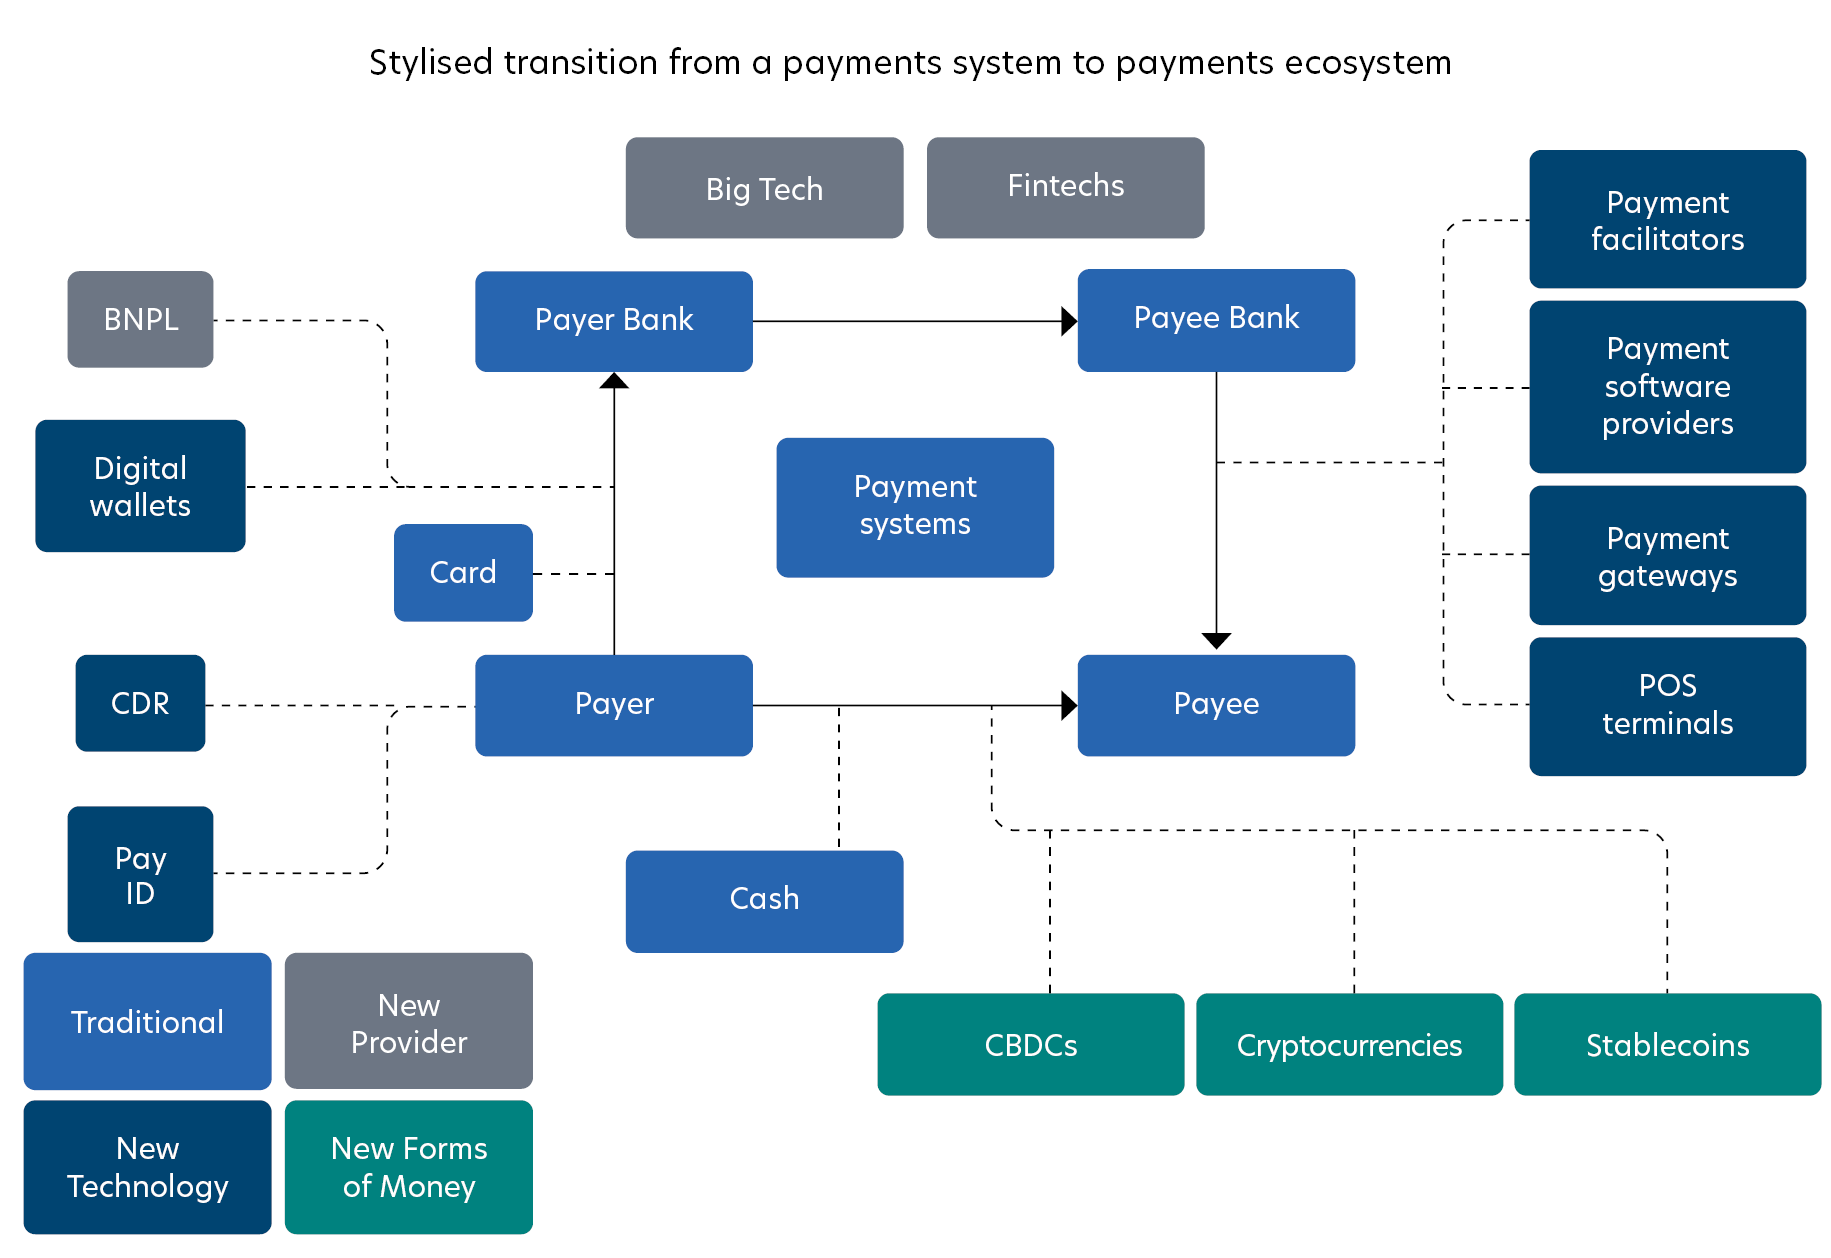 Stylised transition from a payments system to payments ecosystem
Big Tech
Fintechs
Payment
facilitators
BNPL
Payer Bank
Payee Bank
Payment
software
providers
Digital
wallets
Payment
systems
Card
Payment
gateways
CDR
Payer
Payee
POS
terminals
Pay
ID
Cash
Traditional
New
Provider
CBDCs
Cryptocurrencies
Stablecoins
New
Technology
New Forms
of Money